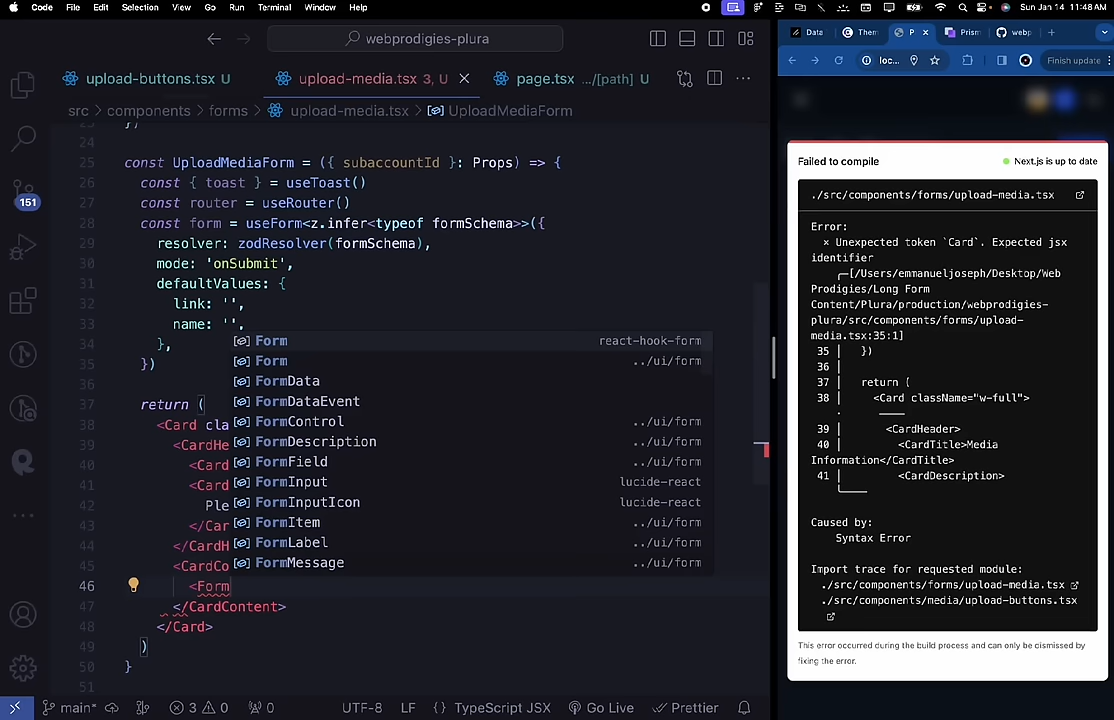 Code File Edit Selection View Go Run Terminal Window Help
Sun Jan 14 11:48 AM
webprodigies-plura
Data
Them
P
Prism
webp
loc...
Finish update
upload-buttons.tsx U
upload-media.tsx 3, U
page.tsx .../[path] U
src > components > forms > upload-media.tsx > UploadMediaForm
151
23 })
24
25 const UploadMediaForm = ({ subaccountId }: Props) => {
26 const { toast } = useToast()
27 const router = useRouter()
28 const form = useForm<z.infer<typeof formSchema>>({
29 resolver: zodResolver(formSchema),
30 mode: 'onSubmit',
31 defaultValues: {
32 link: '',
33 name: '',
34 },
35 })
36
37 return (
38 <Card cla
39 <CardHe
40 <Card
41 <Card
42 Ple
43 </Car
44 </CardH
45 <CardCo
46 <Form
47 </CardContent>
48 </Card>
49 )
50 }
51
Form react-hook-form
Form ../ui/form
FormData
FormDataEvent
FormControl ../ui/form
FormDescription ../ui/form
FormField ../ui/form
FormInput lucide-react
FormInputIcon lucide-react
FormItem ../ui/form
FormLabel ../ui/form
FormMessage ../ui/form
main* 3 0 0 UTF-8 LF {} TypeScript JSX Go Live Prettier
Failed to compile
Next.js is up to date
./src/components/forms/upload-media.tsx
Error:
× Unexpected token `Card`. Expected jsx
identifier
╭─[/Users/emmanueljoseph/Desktop/Web
Prodigies/Long Form
Content/Plura/production/webprodigies-
plura/src/components/forms/upload-
media.tsx:35:1]
35 │ })
36 │
37 │ return (
38 │ <Card className="w-full">
· ────
39 │ <CardHeader>
40 │ <CardTitle>Media
Information</CardTitle>
41 │ <CardDescription>
╰────
Caused by:
Syntax Error
Import trace for requested module:
./src/components/forms/upload-media.tsx
./src/components/media/upload-buttons.tsx
This error occurred during the build process and can only be dismissed by
fixing the error.